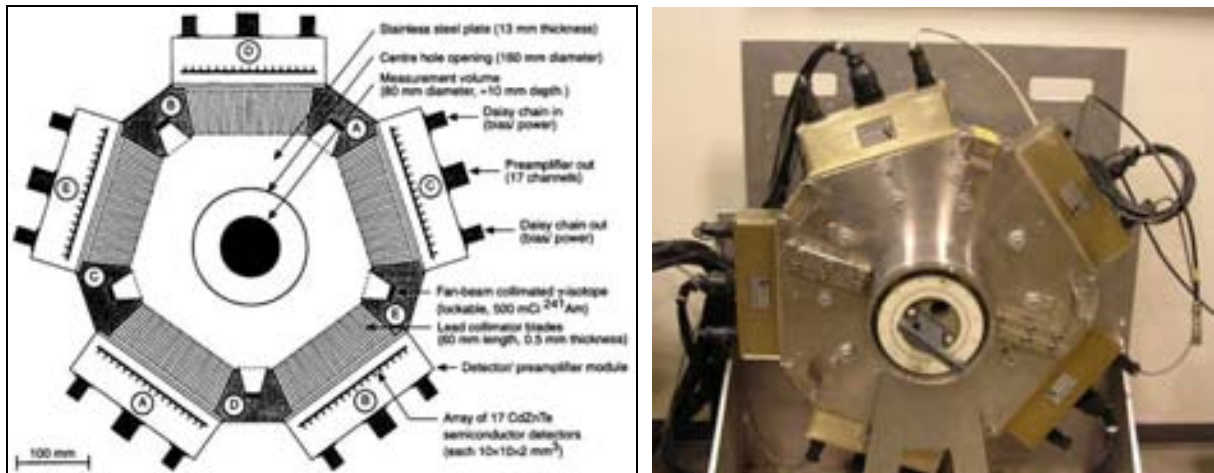 Stainless steel plate (13 mm thickness)
Centre hole opening (160 mm diameter)
Measurement volume
(80 mm diameter, ≈10 mm depth )
Daisy chain in
(bias/ power)
Preamplifier out
(17 channels)
Daisy chain out
(bias/ power)
Fan-beam collimated γ-isotope
(lockable, 500 mCi ²⁴¹Am)
Lead collimator blades
(60 mm length, 0.5 mm thickness)
Detector/ preamplifier module
Array of 17 CdZnTe
semiconductor detectors
(each 10×10×2 mm³)
D
B
A
E
C
C
E
D
A
B
100 mm